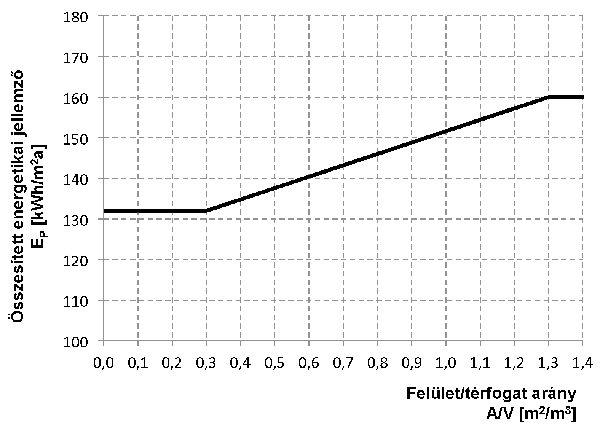 Összesített energetikai jellemző
E_P [kWh/m²a]
180
170
160
150
140
130
120
110
100
0,0 0,1 0,2 0,3 0,4 0,5 0,6 0,7 0,8 0,9 1,0 1,1 1,2 1,3 1,4
Felület/térfogat arány
A/V [m²/m³]